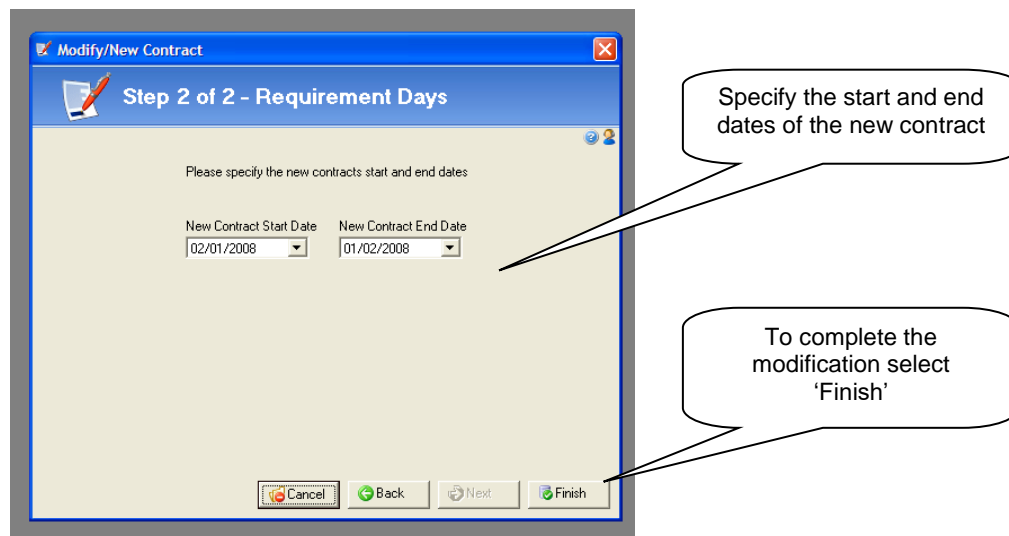 Modify/New Contract
Step 2 of 2 - Requirement Days
Please specify the new contracts start and end dates
New Contract Start Date New Contract End Date
02/01/2008 01/02/2008
Cancel Back Next Finish
Specify the start and end
dates of the new contract
To complete the
modification select
‘Finish’